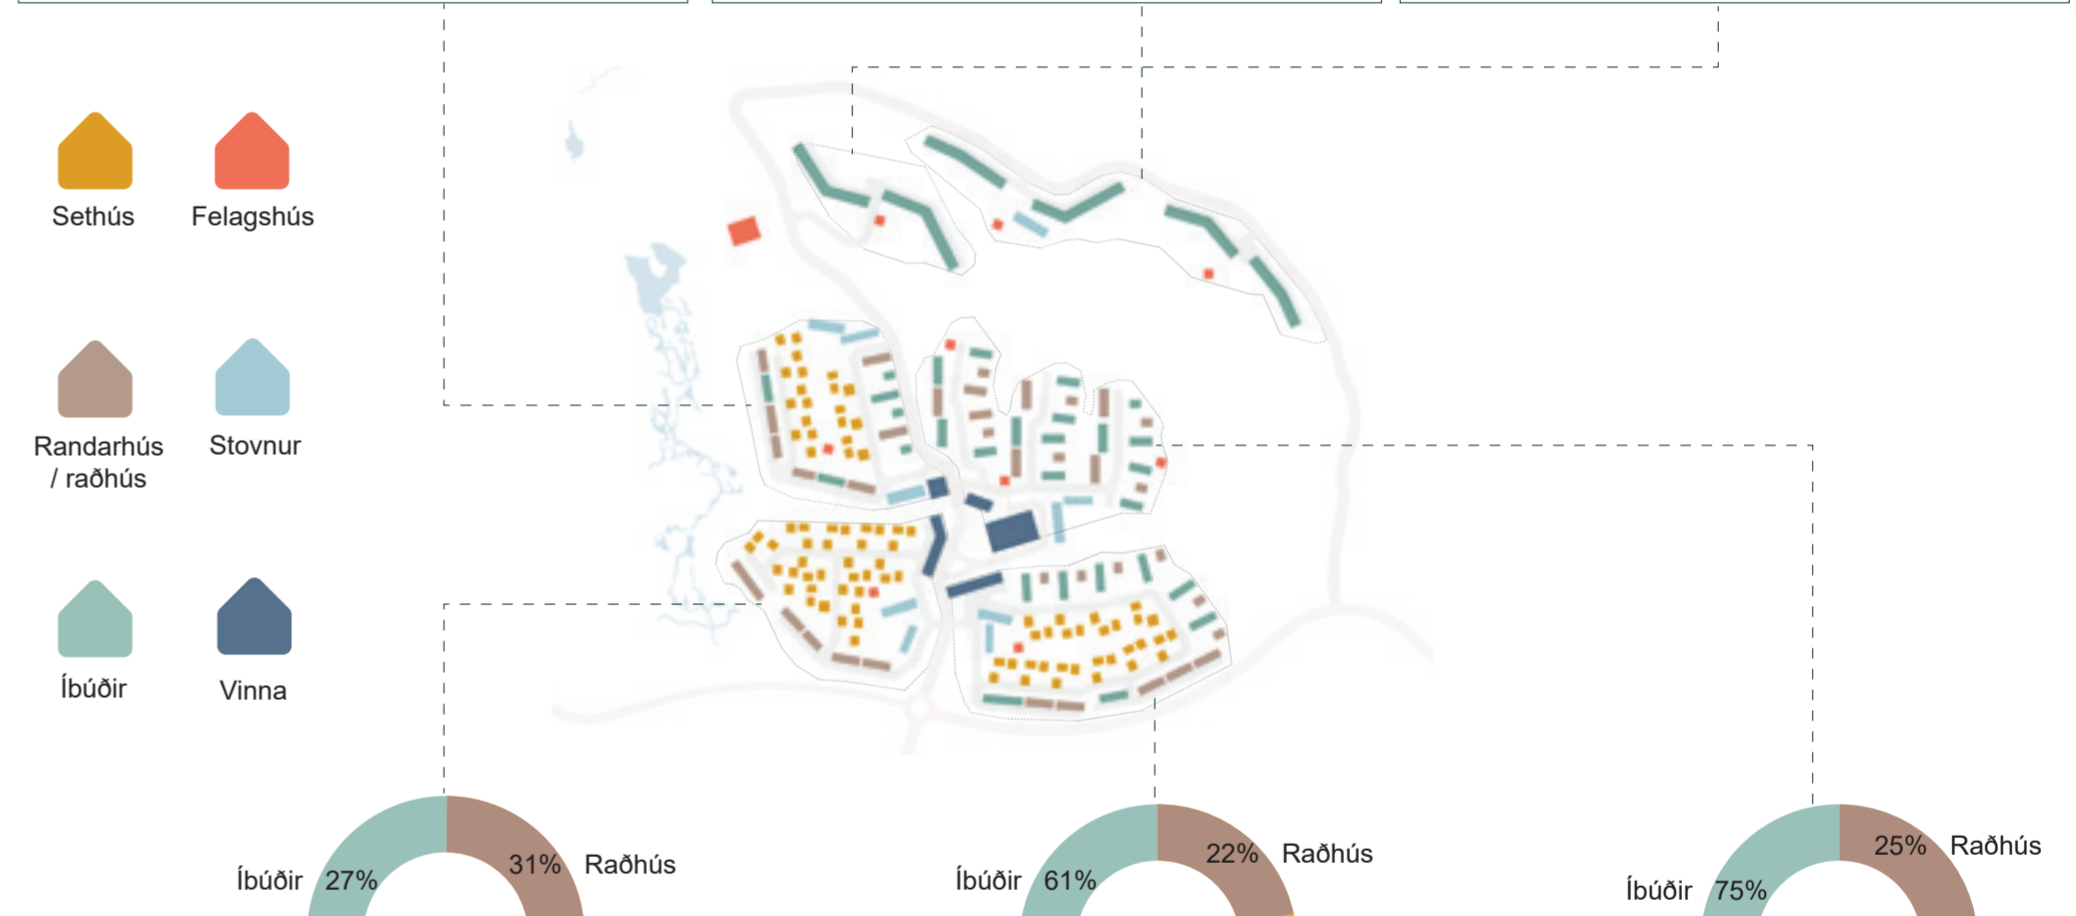 Sethús
Felagshús
Randarhús
/ raðhús
Stovnur
Íbúðir
Vinna
Íbúðir
27%
31%
Raðhús
Íbúðir
61%
22%
Raðhús
Íbúðir
75%
25%
Raðhús